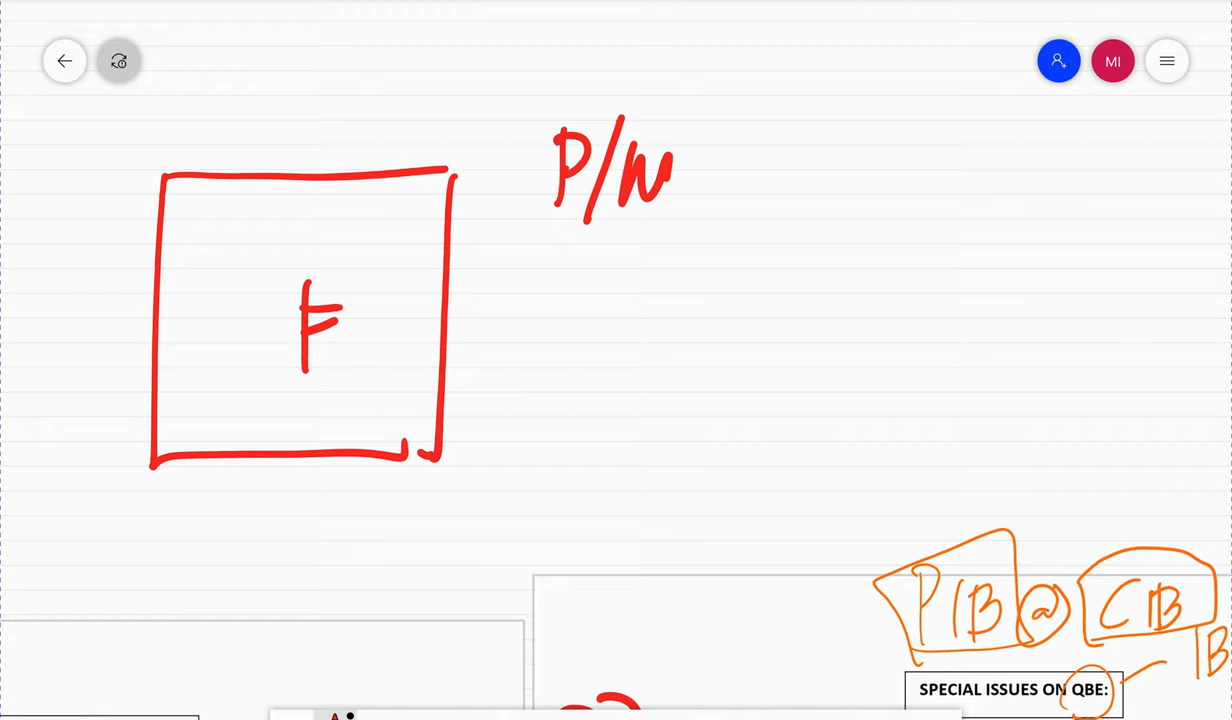 MI
P/w
F
P/B @ C/B
B
SPECIAL ISSUES ON QBE: